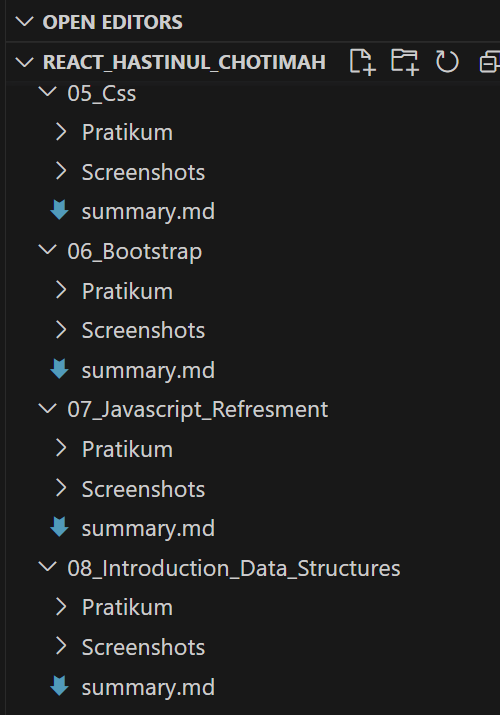 OPEN EDITORS
REACT_HASTINUL_CHOTIMAH
05_Css
Pratikum
Screenshots
summary.md
06_Bootstrap
Pratikum
Screenshots
summary.md
07_Javascript_Refresment
Pratikum
Screenshots
summary.md
08_Introduction_Data_Structures
Pratikum
Screenshots
summary.md